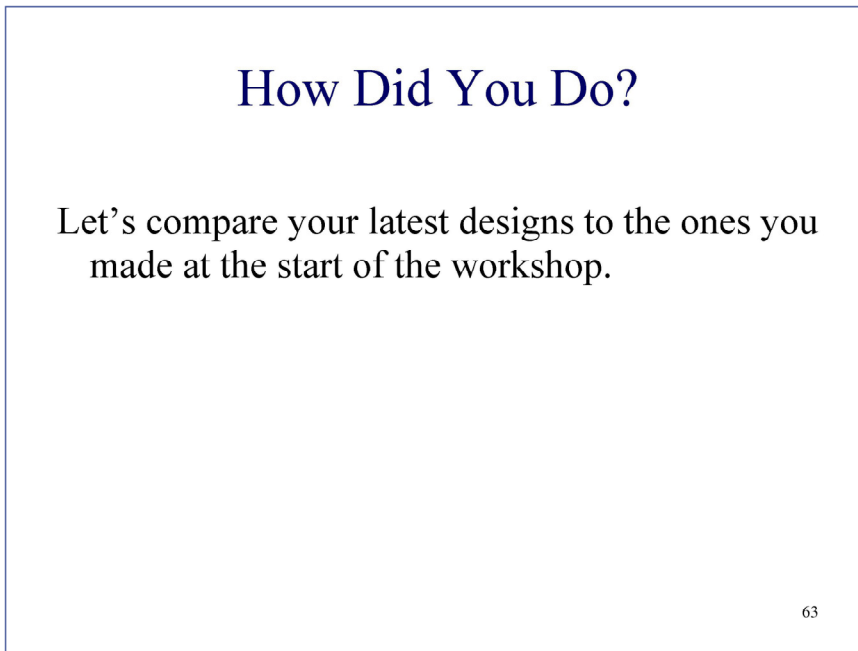 How Did You Do?
Let’s compare your latest designs to the ones you
made at the start of the workshop.
63